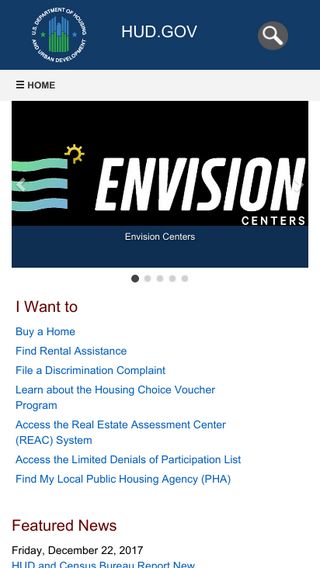 U.S. DEPARTMENT OF HOUSING
AND URBAN DEVELOPMENT
HUD.GOV
☰ HOME
ENVISION
CENTERS
Envision Centers
I Want to
Buy a Home
Find Rental Assistance
File a Discrimination Complaint
Learn about the Housing Choice Voucher
Program
Access the Real Estate Assessment Center
(REAC) System
Access the Limited Denials of Participation List
Find My Local Public Housing Agency (PHA)
Featured News
Friday, December 22, 2017
HUD and Census Bureau Report New